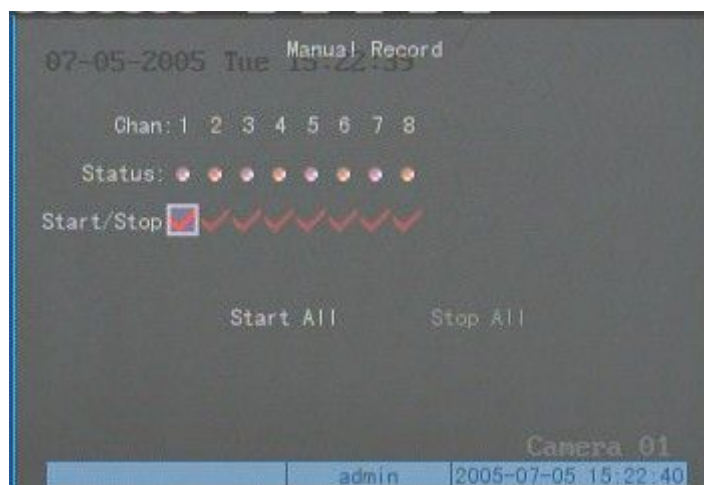 Manual Record
07-05-2005 Tue 15:22:39
Chan: 1 2 3 4 5 6 7 8
Status:
Start/Stop
Start All Stop All
Camera 01
admin 2005-07-05 15:22:40